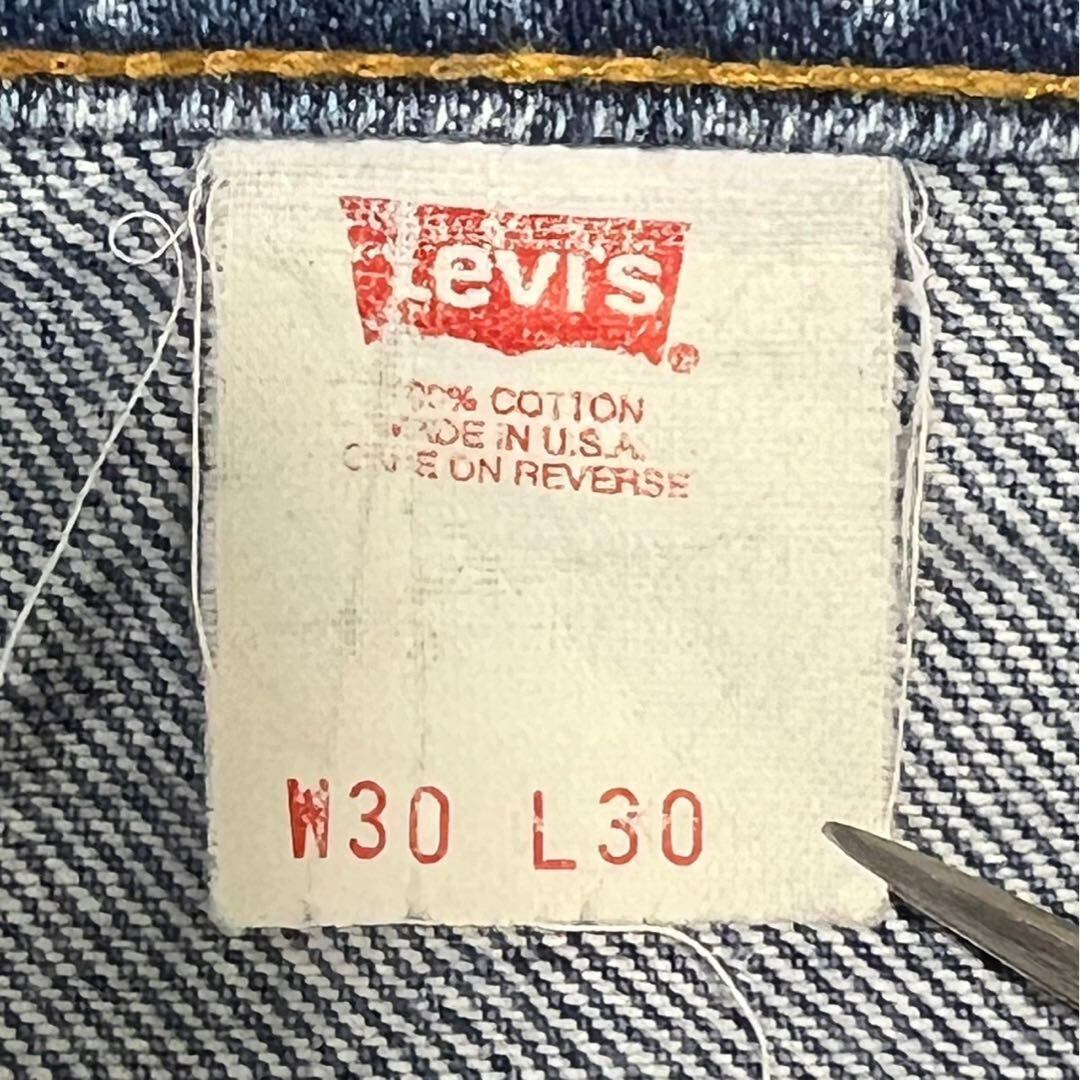 Levi's
®
100% COTTON
MADE IN U.S.A.
CARE ON REVERSE
W30 L30